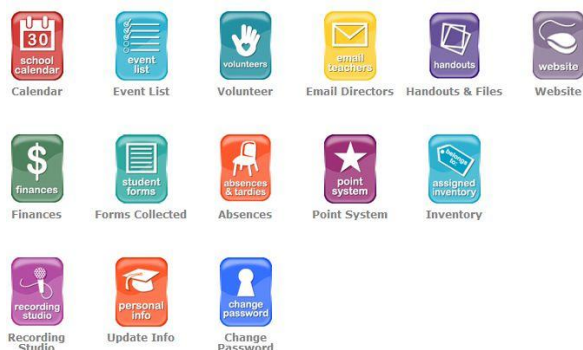 30
school
calendar
Calendar
event
list
Event List
volunteers
Volunteer
email
teachers
Email Directors
handouts
Handouts & Files
website
Website
$
finances
Finances
student
forms
Forms Collected
absences
& tardies
Absences
point
system
Point System
belongs
to:
assigned
inventory
Inventory
recording
studio
Recording
Studio
personal
info
Update Info
change
password
Change
Password